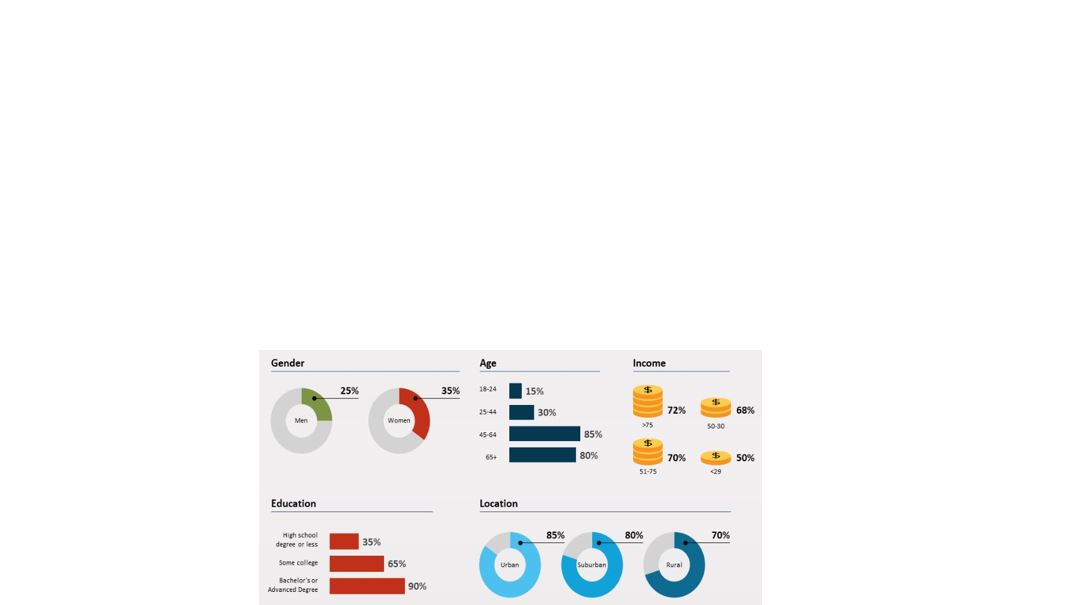 Gender
25%
35%
Men
Women
Age
18-24
15%
25-44
30%
45-64
85%
65+
80%
Income
$
72%
>75
$
68%
50-30
$
70%
51-75
$
50%
<29
Education
High school
degree or less
35%
Some college
65%
Bachelor's or
Advanced Degree
90%
Location
85%
80%
70%
Urban
Suburban
Rural